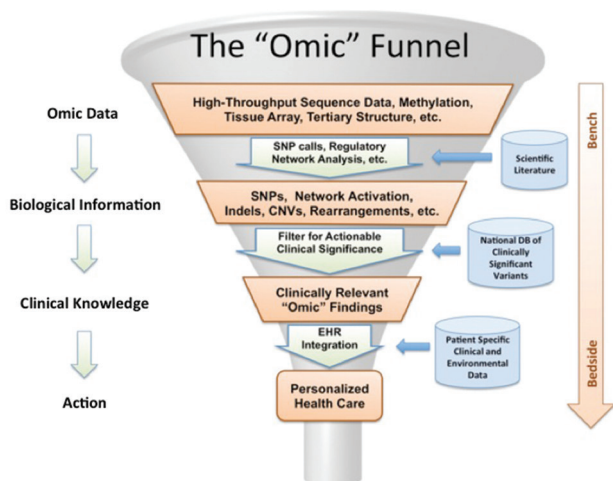 The “Omic” Funnel
Omic Data
High-Throughput Sequence Data, Methylation,
Tissue Array, Tertiary Structure, etc.
Bench
SNP calls, Regulatory
Network Analysis, etc.
Scientific
Literature
Biological Information
SNPs, Network Activation,
Indels, CNVs, Rearrangements, etc.
Filter for Actionable
Clinical Significance
National DB of
Clinically
Significant
Variants
Clinical Knowledge
Clinically Relevant
“Omic” Findings
EHR
Integration
Patient Specific
Clinical and
Environmental
Data
Bedside
Action
Personalized
Health Care